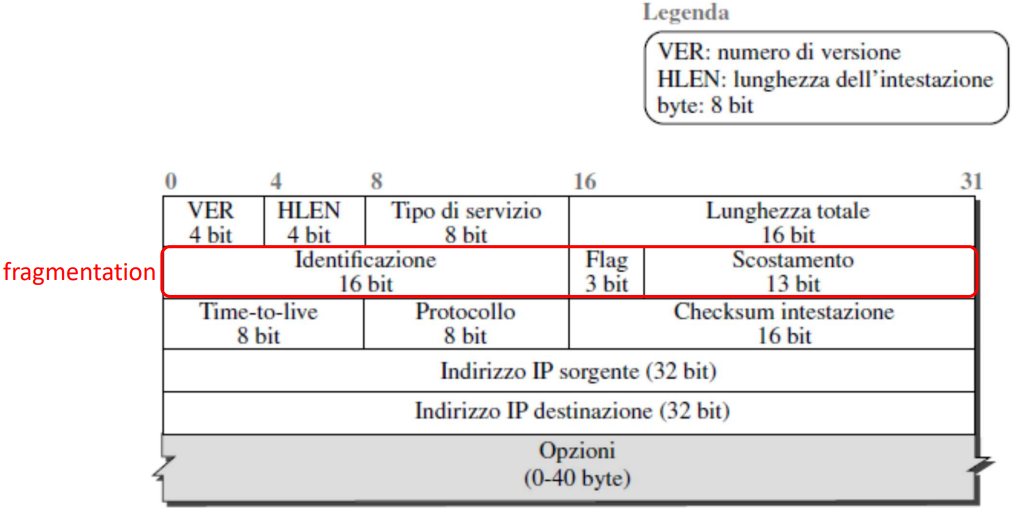 Legenda
VER: numero di versione
HLEN: lunghezza dell'intestazione
byte: 8 bit
0 4 8 16 31
VER HLEN Tipo di servizio Lunghezza totale
4 bit 4 bit 8 bit 16 bit
fragmentation
Identificazione Flag Scostamento
16 bit 3 bit 13 bit
Time-to-live Protocollo Checksum intestazione
8 bit 8 bit 16 bit
Indirizzo IP sorgente (32 bit)
Indirizzo IP destinazione (32 bit)
Opzioni
(0-40 byte)